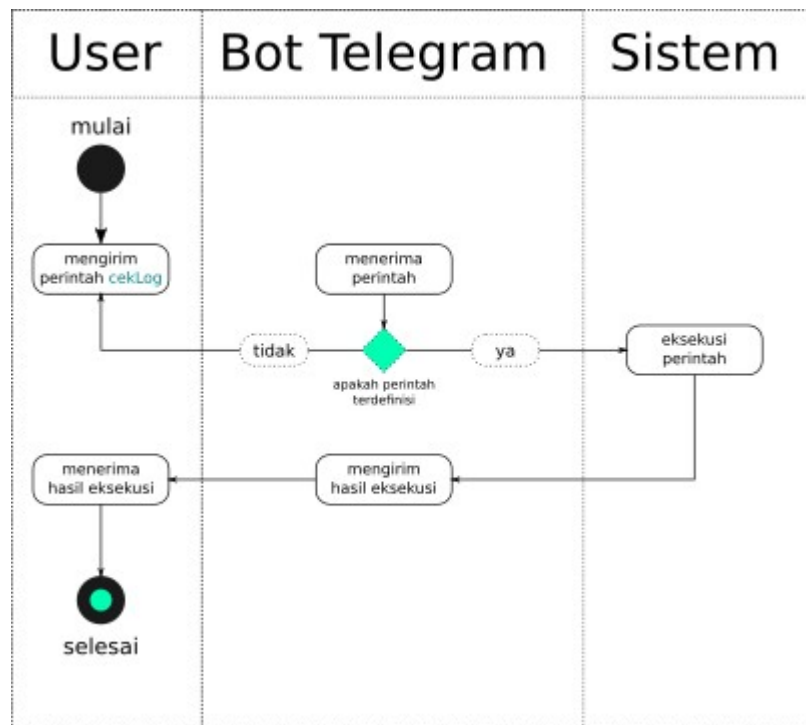 User
Bot Telegram
Sistem
mulai
mengirim
perintah cekLog
menerima
perintah
tidak
ya
apakah perintah
terdefinisi
eksekusi
perintah
menerima
hasil eksekusi
mengirim
hasil eksekusi
selesai